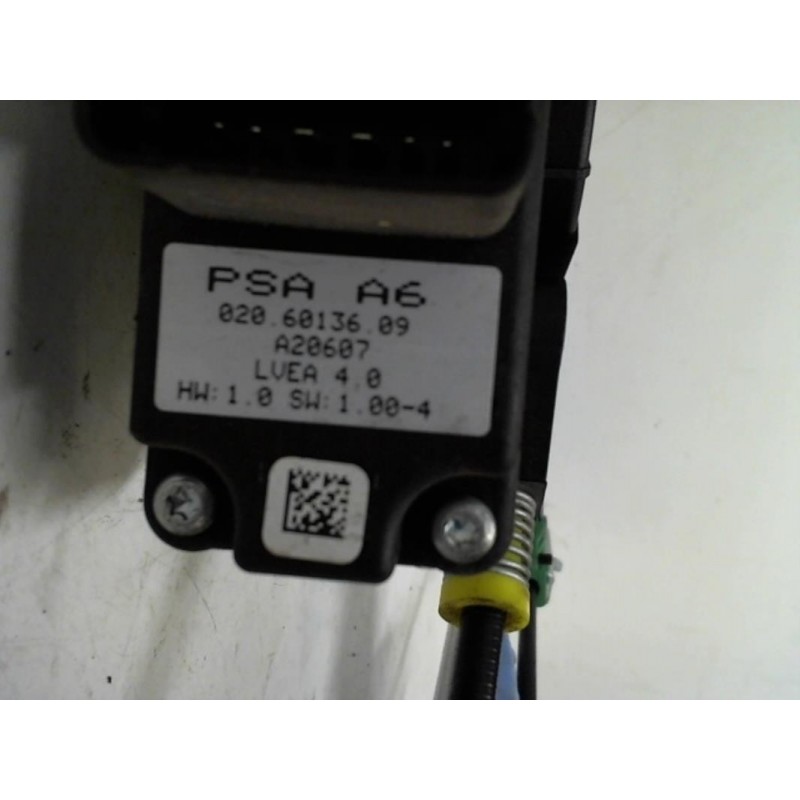 PSA A6
020.60136.09
A20607
LVEA 4.0
HW: 1.0 SW: 1.00-4